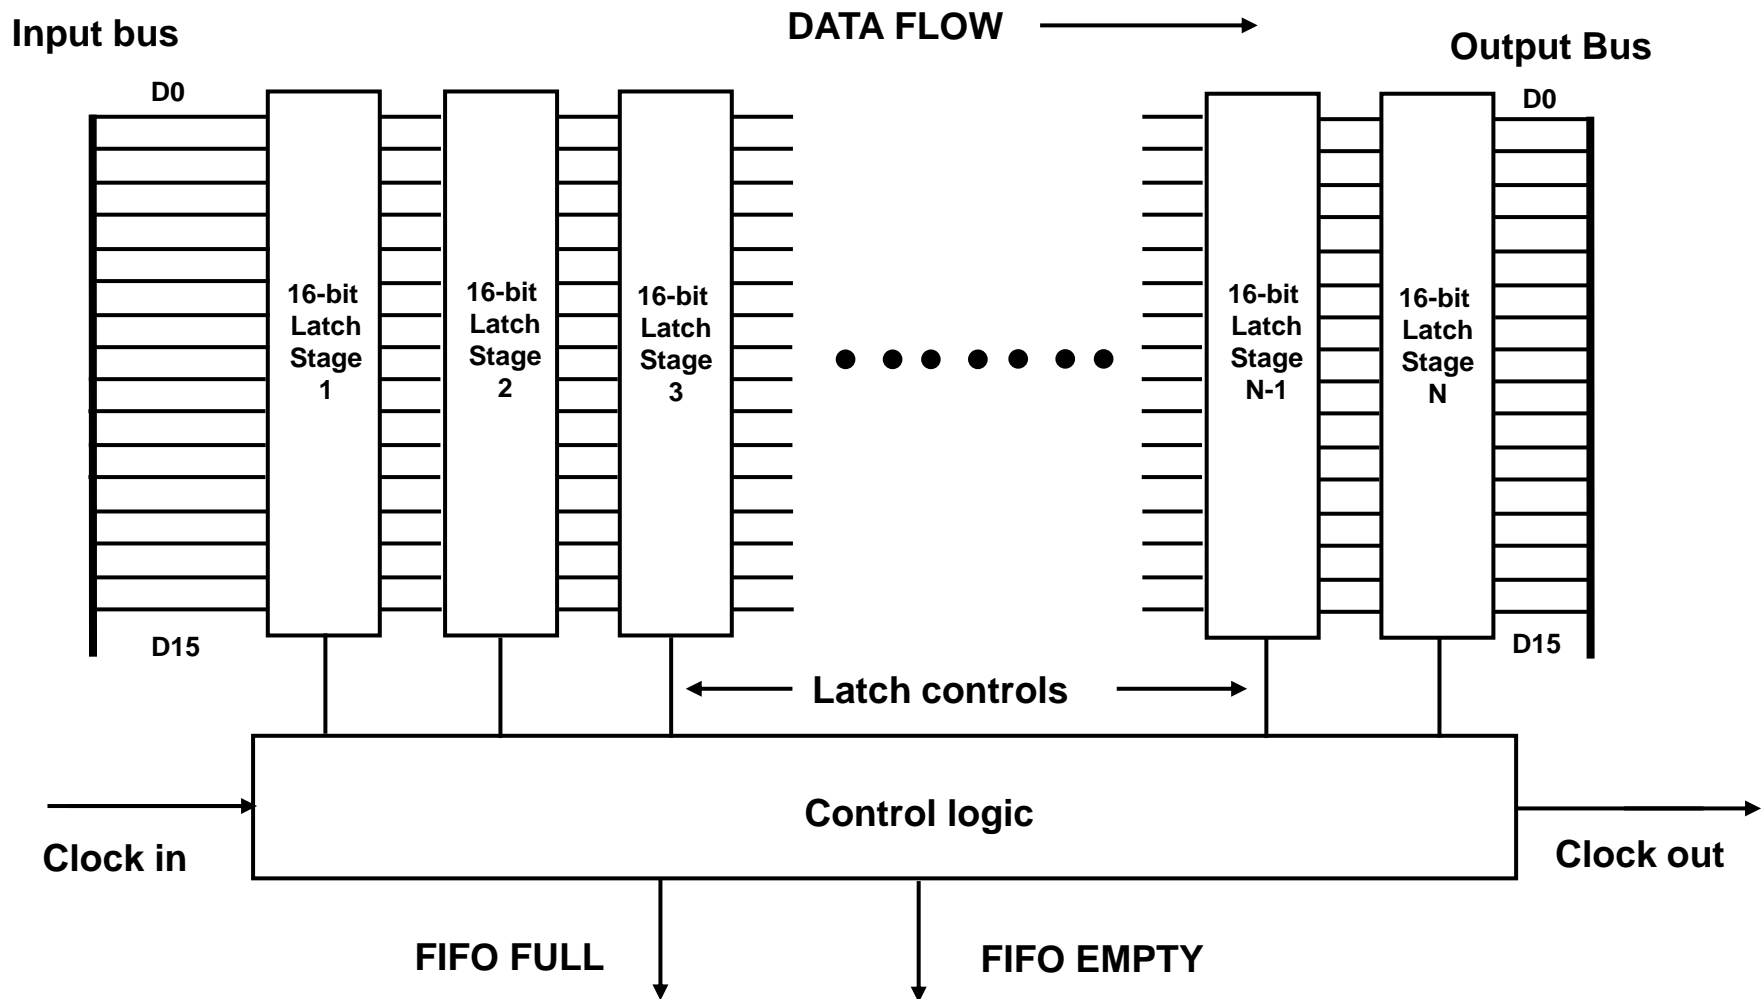 DATA FLOW
Input bus
Output Bus
D0
D0
16-bit
Latch
Stage
1
16-bit
Latch
Stage
2
16-bit
Latch
Stage
3
16-bit
Latch
Stage
N-1
16-bit
Latch
Stage
N
D15
D15
Latch controls
Control logic
Clock in
Clock out
FIFO FULL
FIFO EMPTY